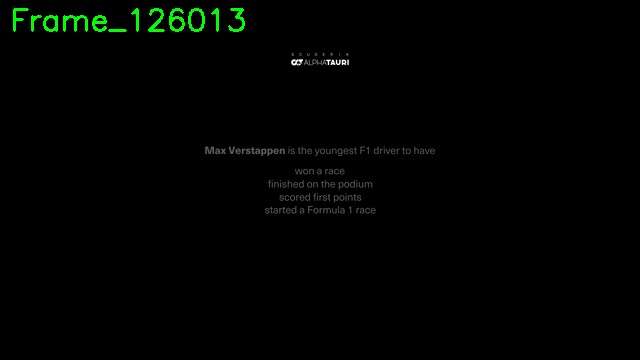 Frame_126013
SCUDERIA
ALPHATAURI
Max Verstappen is the youngest F1 driver to have
won a race
finished on the podium
scored first points
started a Formula 1 race